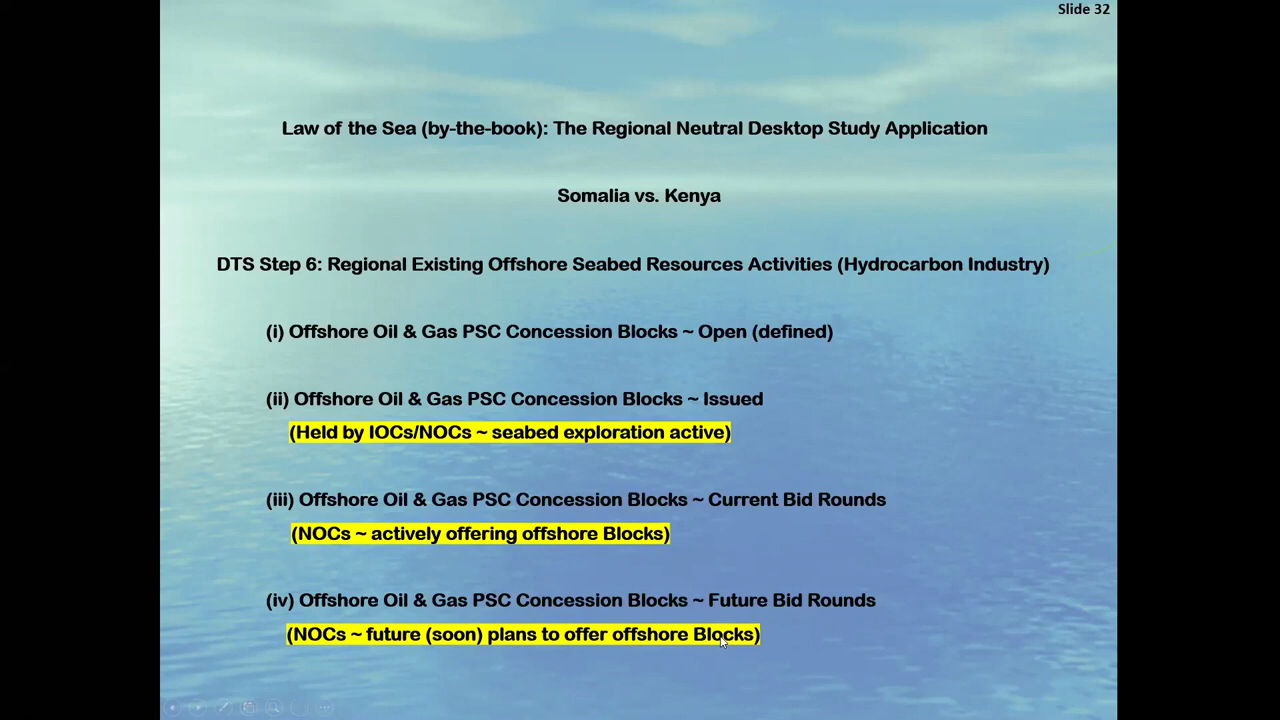 Slide 32
Law of the Sea (by-the-book): The Regional Neutral Desktop Study Application
Somalia vs. Kenya
DTS Step 6: Regional Existing Offshore Seabed Resources Activities (Hydrocarbon Industry)
(i) Offshore Oil & Gas PSC Concession Blocks ~ Open (defined)
(ii) Offshore Oil & Gas PSC Concession Blocks ~ Issued
(Held by IOCs/NOCs ~ seabed exploration active)
(iii) Offshore Oil & Gas PSC Concession Blocks ~ Current Bid Rounds
(NOCs ~ actively offering offshore Blocks)
(iv) Offshore Oil & Gas PSC Concession Blocks ~ Future Bid Rounds
(NOCs ~ future (soon) plans to offer offshore Blocks)